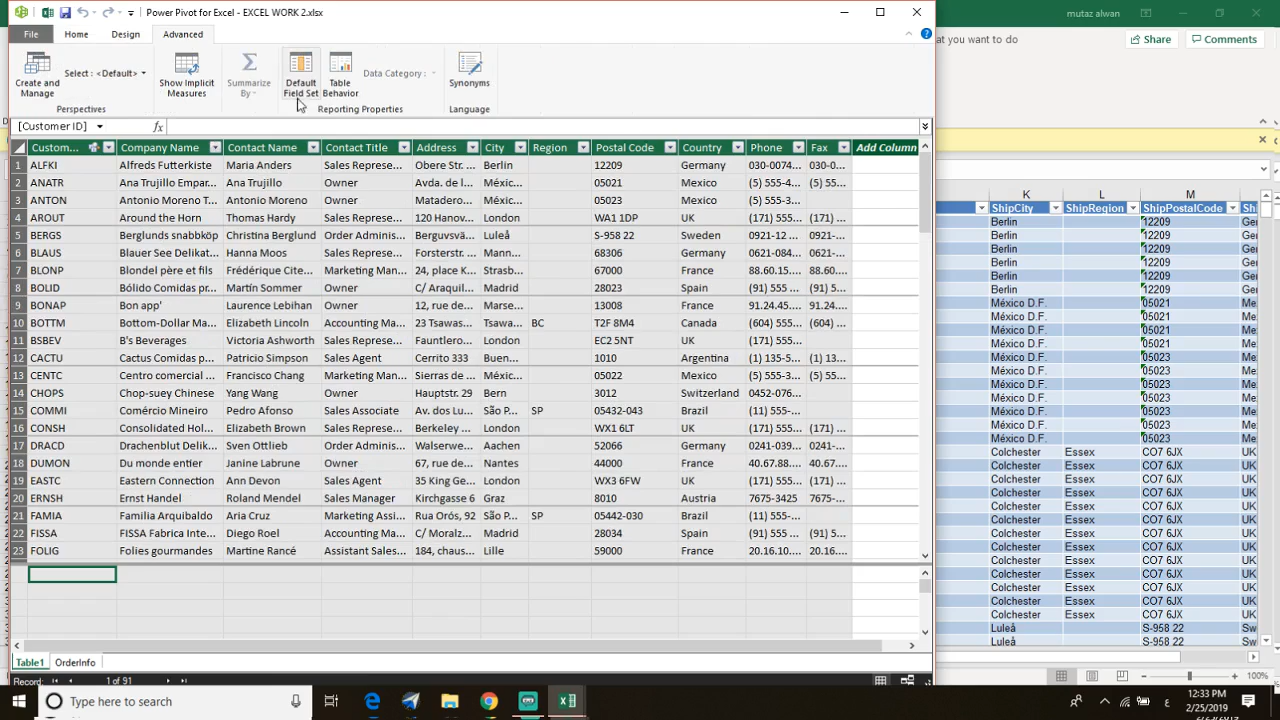 Power Pivot for Excel - EXCEL WORK 2.xlsx
mutaz alwan
File Home Design Advanced
at you want to do Share Comments
Create and Manage
Select : <Default>
Show Implicit Measures
Summarize By
Default Field Set
Table Behavior
Data Category :
Synonyms
Perspectives Reporting Properties Language
[Customer ID] fx
Custom... Company Name Contact Name Contact Title Address City Region Postal Code Country Phone Fax Add Column
1 ALFKI Alfreds Futterkiste Maria Anders Sales Represe... Obere Str. ... Berlin 12209 Germany 030-0074... 030-0...
2 ANATR Ana Trujillo Empar... Ana Trujillo Owner Avda. de l... Méxic... 05021 Mexico (5) 555-4... (5) 55...
3 ANTON Antonio Moreno T... Antonio Moreno Owner Matadero... Méxic... 05023 Mexico (5) 555-3...
4 AROUT Around the Horn Thomas Hardy Sales Represe... 120 Hanov... London WA1 1DP UK (171) 555... (171) ...
5 BERGS Berglunds snabbköp Christina Berglund Order Adminis... Berguvsvä... Luleå S-958 22 Sweden 0921-12 ... 0921-...
6 BLAUS Blauer See Delikat... Hanna Moos Sales Represe... Forsterstr. ... Mann... 68306 Germany 0621-084... 0621-...
7 BLONP Blondel père et fils Frédérique Cite... Marketing Man... 24, place K... Strasb... 67000 France 88.60.15.... 88.60....
8 BOLID Bólido Comidas pr... Martín Sommer Owner C/ Araquil... Madrid 28023 Spain (91) 555 ... (91) 5...
9 BONAP Bon app' Laurence Lebihan Owner 12, rue de... Marse... 13008 France 91.24.45.... 91.24....
10 BOTTM Bottom-Dollar Ma... Elizabeth Lincoln Accounting Ma... 23 Tsawas... Tsawa... BC T2F 8M4 Canada (604) 555... (604) ...
11 BSBEV B's Beverages Victoria Ashworth Sales Represe... Fauntlero... London EC2 5NT UK (171) 555...
12 CACTU Cactus Comidas p... Patricio Simpson Sales Agent Cerrito 333 Buen... 1010 Argentina (1) 135-5... (1) 13...
13 CENTC Centro comercial ... Francisco Chang Marketing Man... Sierras de ... Méxic... 05022 Mexico (5) 555-3... (5) 55...
14 CHOPS Chop-suey Chinese Yang Wang Owner Hauptstr. 29 Bern 3012 Switzerland 0452-076...
15 COMMI Comércio Mineiro Pedro Afonso Sales Associate Av. dos Lu... São P... SP 05432-043 Brazil (11) 555-...
16 CONSH Consolidated Hol... Elizabeth Brown Sales Represe... Berkeley ... London WX1 6LT UK (171) 555... (171) ...
17 DRACD Drachenblut Delik... Sven Ottlieb Order Adminis... Walserwe... Aachen 52066 Germany 0241-039... 0241-...
18 DUMON Du monde entier Janine Labrune Owner 67, rue de... Nantes 44000 France 40.67.88.... 40.67....
19 EASTC Eastern Connection Ann Devon Sales Agent 35 King Ge... London WX3 6FW UK (171) 555... (171) ...
20 ERNSH Ernst Handel Roland Mendel Sales Manager Kirchgasse 6 Graz 8010 Austria 7675-3425 7675-...
21 FAMIA Familia Arquibaldo Aria Cruz Marketing Assi... Rua Orós, 92 São P... SP 05442-030 Brazil (11) 555-...
22 FISSA FISSA Fabrica Inte... Diego Roel Accounting Ma... C/ Moralz... Madrid 28034 Spain (91) 555 ... (91) 5...
23 FOLIG Folies gourmandes Martine Rancé Assistant Sales... 184, chaus... Lille 59000 France 20.16.10.... 20.16....
K L M
ShipCity ShipRegion ShipPostalCode
Berlin 12209 Ger
Berlin 12209 Ger
Berlin 12209 Ger
Berlin 12209 Ger
Berlin 12209 Ger
Berlin 12209 Ger
México D.F. 05021 Me
México D.F. 05021 Me
México D.F. 05021 Me
México D.F. 05021 Me
México D.F. 05023 Me
México D.F. 05023 Me
México D.F. 05023 Me
México D.F. 05023 Me
México D.F. 05023 Me
México D.F. 05023 Me
México D.F. 05023 Me
Colchester Essex CO7 6JX UK
Colchester Essex CO7 6JX UK
Colchester Essex CO7 6JX UK
Colchester Essex CO7 6JX UK
Colchester Essex CO7 6JX UK
Colchester Essex CO7 6JX UK
Colchester Essex CO7 6JX UK
Colchester Essex CO7 6JX UK
Colchester Essex CO7 6JX UK
Colchester Essex CO7 6JX UK
Colchester Essex CO7 6JX UK
Colchester Essex CO7 6JX UK
Colchester Essex CO7 6JX UK
Luleå S-958 22 Sw
Luleå S-958 22 Sw
Table1 OrderInfo
1 of 91
100%
Type here to search
ع
12:33 PM
2/25/2019